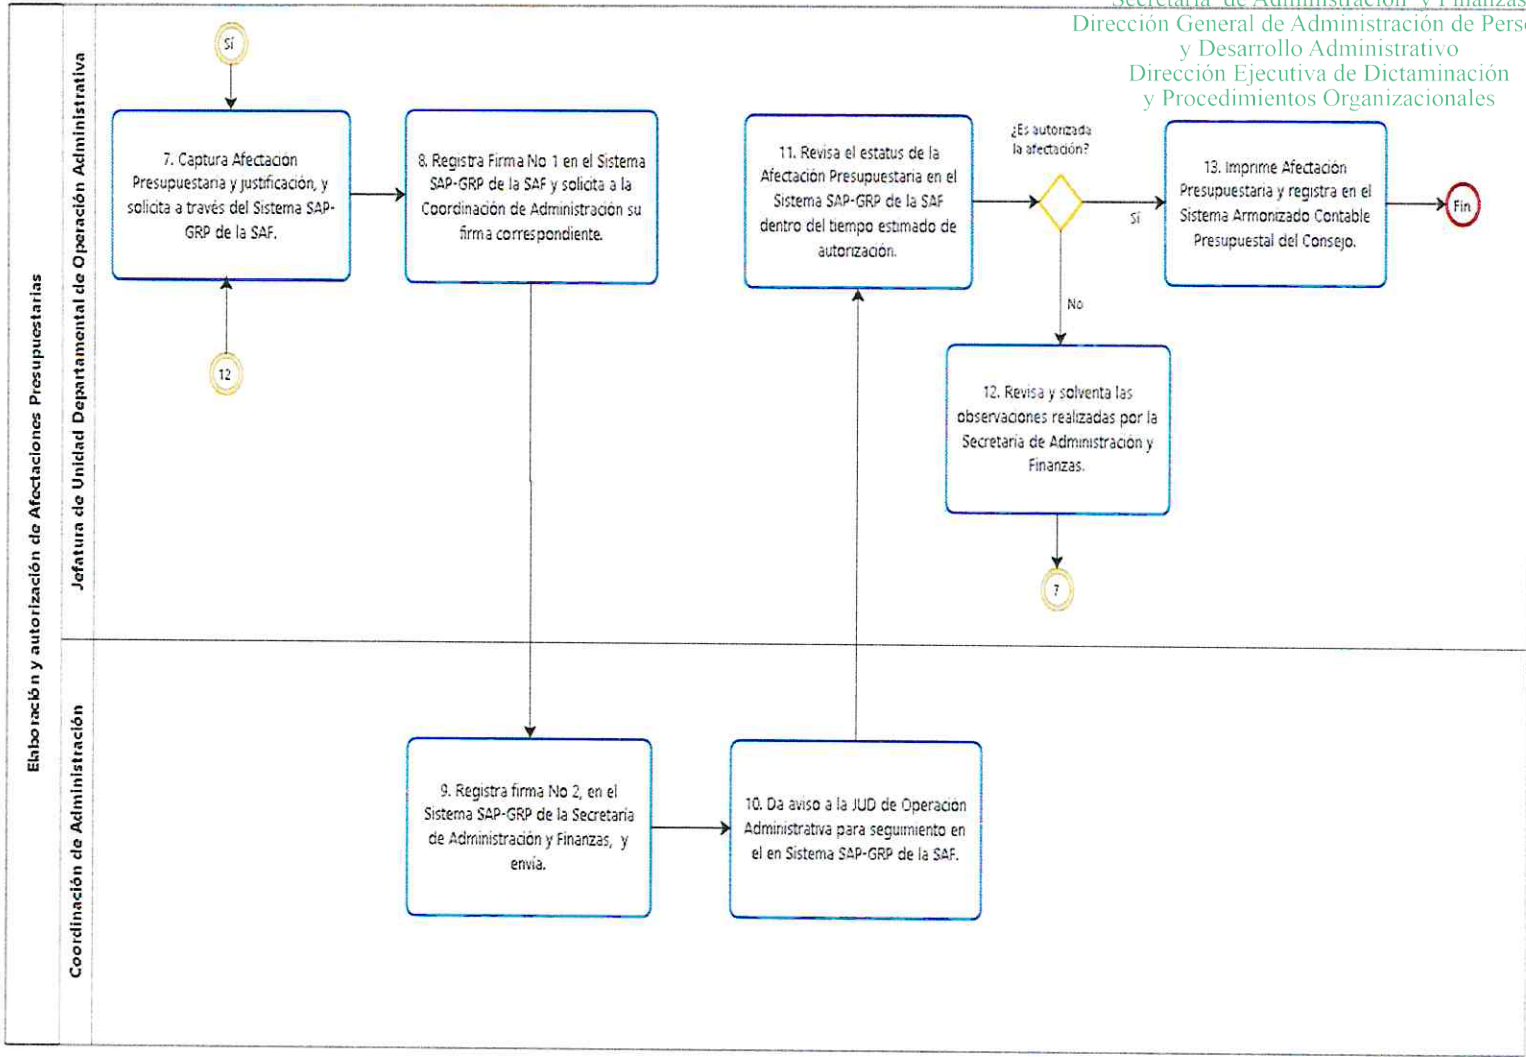 Secretaría de Administración y Finanzas
Dirección General de Administración de Perso
y Desarrollo Administrativo
Dirección Ejecutiva de Dictaminación
y Procedimientos Organizacionales
Elaboración y autorización de Afectaciones Presupuestarias
Jefatura de Unidad Departamental de Operación Administrativa
Sí
7. Captura Afectación
Presupuestaria y justificación, y
solicita a través del Sistema SAP-
GRP de la SAF.
12
8. Registra Firma No 1 en el Sistema
SAP-GRP de la SAF y solicita a la
Coordinación de Administración su
firma correspondiente.
11. Revisa el estatus de la
Afectación Presupuestaria en el
Sistema SAP-GRP de la SAF
dentro del tiempo estimado de
autorización.
¿Es autorizada
la afectación?
Sí
No
13. Imprime Afectación
Presupuestaria y registra en el
Sistema Armonizado Contable
Presupuestal del Consejo.
Fin
12. Revisa y solventa las
observaciones realizadas por la
Secretaría de Administración y
Finanzas.
7
Coordinación de Administración
9. Registra firma No 2, en el
Sistema SAP-GRP de la Secretaría
de Administración y Finanzas, y
envía.
10. Da aviso a la JUD de Operación
Administrativa para seguimiento en
el en Sistema SAP-GRP de la SAF.